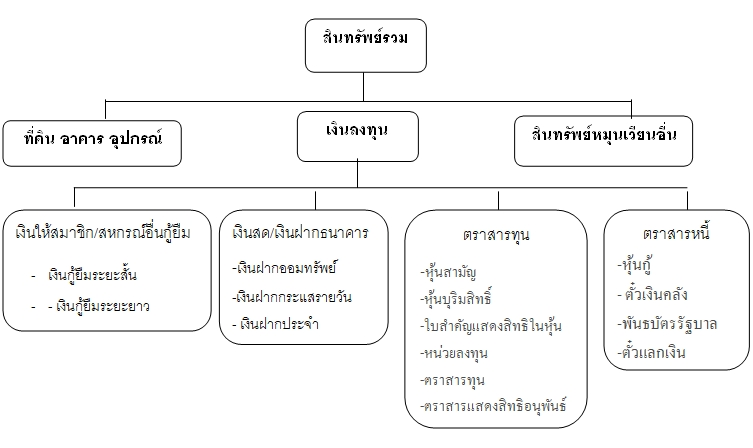 สินทรัพย์รวม
ที่ดิน อาคาร อุปกรณ์
เงินลงทุน
สินทรัพย์หมุนเวียนอื่น
เงินให้สมาชิก/สหกรณ์อื่นกู้ยืม
- เงินกู้ยืมระยะสั้น
- - เงินกู้ยืมระยะยาว
เงินสด/เงินฝากธนาคาร
-เงินฝากออมทรัพย์
-เงินฝากกระแสรายวัน
- เงินฝากประจำ
ตราสารทุน
-หุ้นสามัญ
-หุ้นบุริมสิทธิ์
-ใบสำคัญแสดงสิทธิในหุ้น
-หน่วยลงทุน
-ตราสารทุน
-ตราสารแสดงสิทธิอนุพันธ์
ตราสารหนี้
-หุ้นกู้
- ตั๋วเงินคลัง
-พันธบัตรรัฐบาล
-ตั๋วแลกเงิน